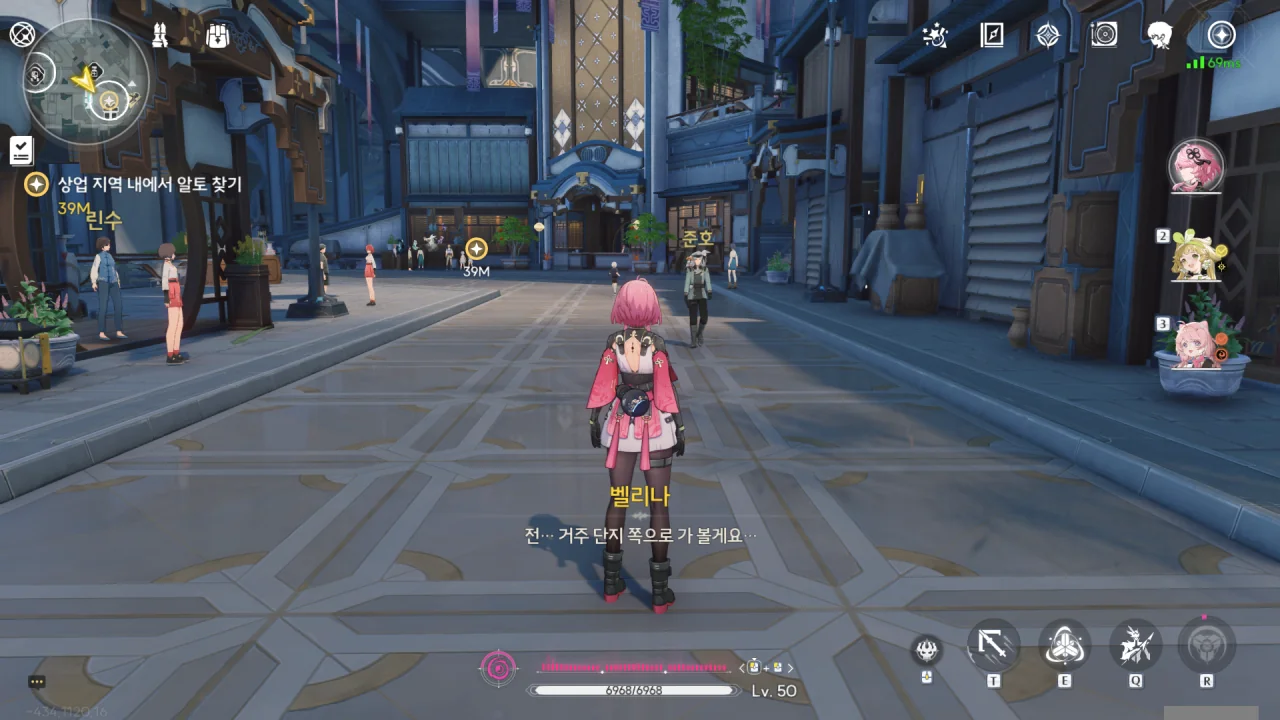 69ms
상업 지역 내에서 알토 찾기
39M
린수
39M
준호
2
3
벨리나
전… 거주 단지 쪽으로 가 볼게요…
6968/6968
Lv. 50
T
E
Q
R